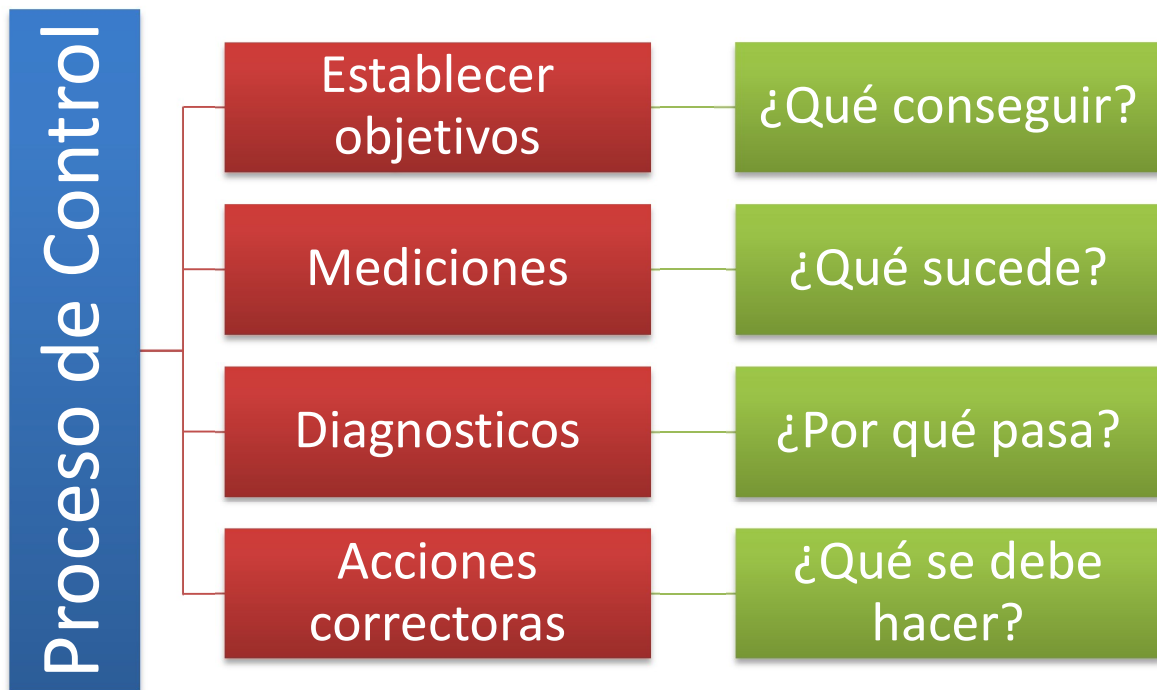 Proceso de Control
Establecer
objetivos
¿Qué conseguir?
Mediciones
¿Qué sucede?
Diagnosticos
¿Por qué pasa?
Acciones
correctoras
¿Qué se debe
hacer?